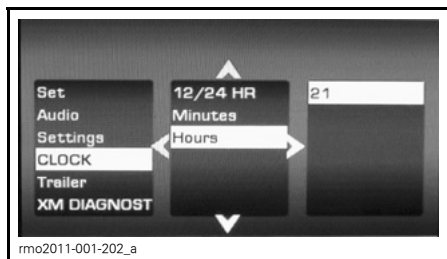 Set
Audio
Settings
CLOCK
Trailer
XM DIAGNOST
12/24 HR
Minutes
Hours
21
rmo2011-001-202_a